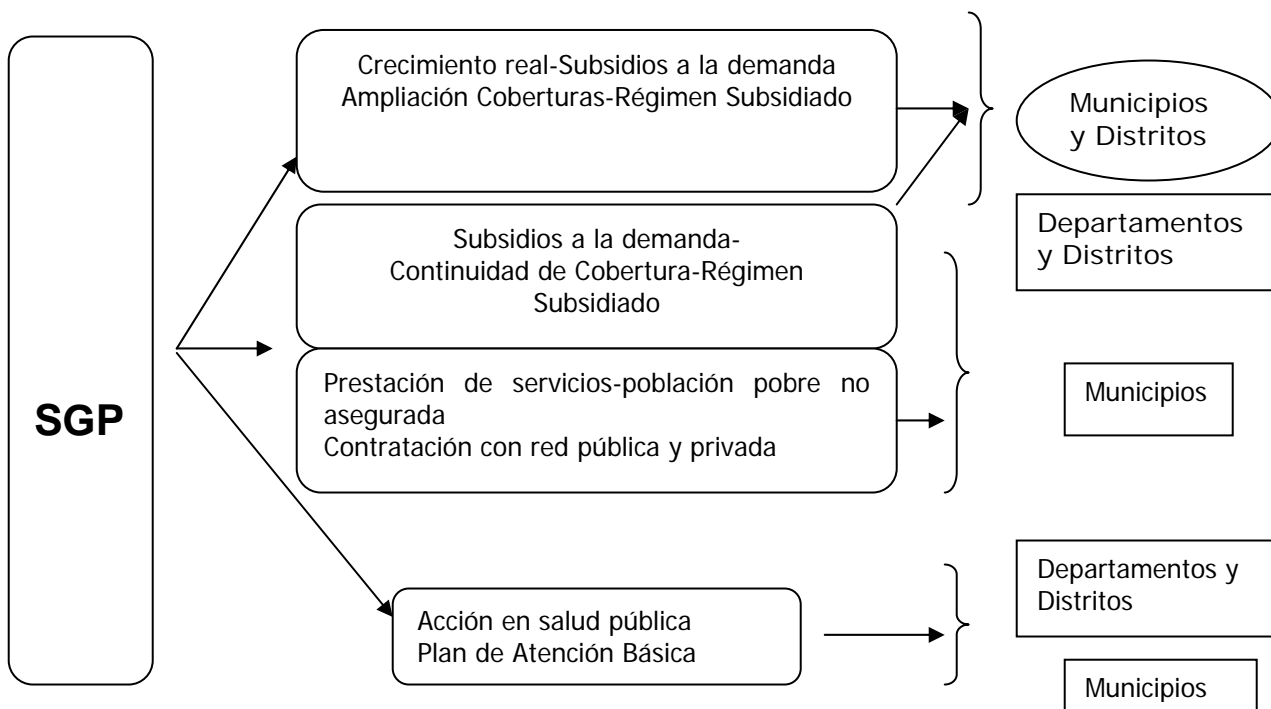 SGP
Crecimiento real-Subsidios a la demanda
Ampliación Coberturas-Régimen Subsidiado
Subsidios a la demanda-
Continuidad de Cobertura-Régimen
Subsidiado
Prestación de servicios-población pobre no
asegurada
Contratación con red pública y privada
Acción en salud pública
Plan de Atención Básica
Municipios
y Distritos
Departamentos
y Distritos
Municipios
Departamentos y
Distritos
Municipios